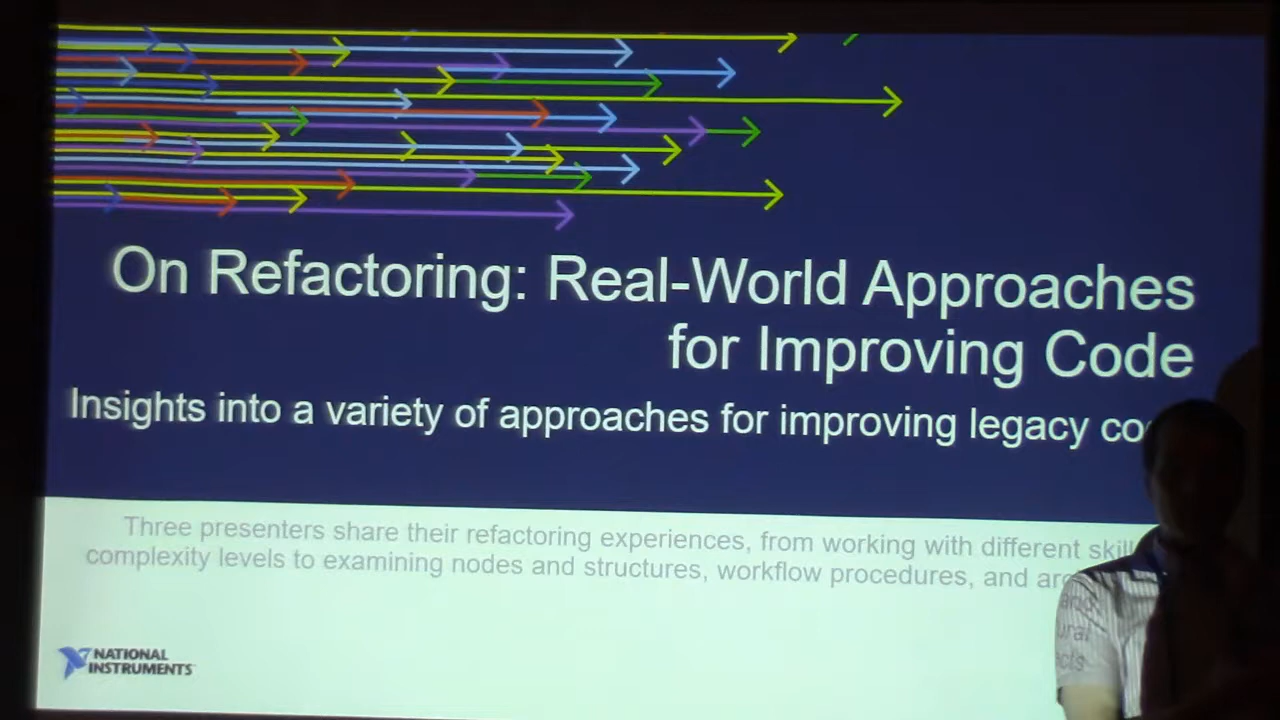 On Refactoring: Real-World Approaches
for Improving Code
Insights into a variety of approaches for improving legacy co
Three presenters share their refactoring experiences, from working with different skill
complexity levels to examining nodes and structures, workflow procedures, and arc
NATIONAL
INSTRUMENTS